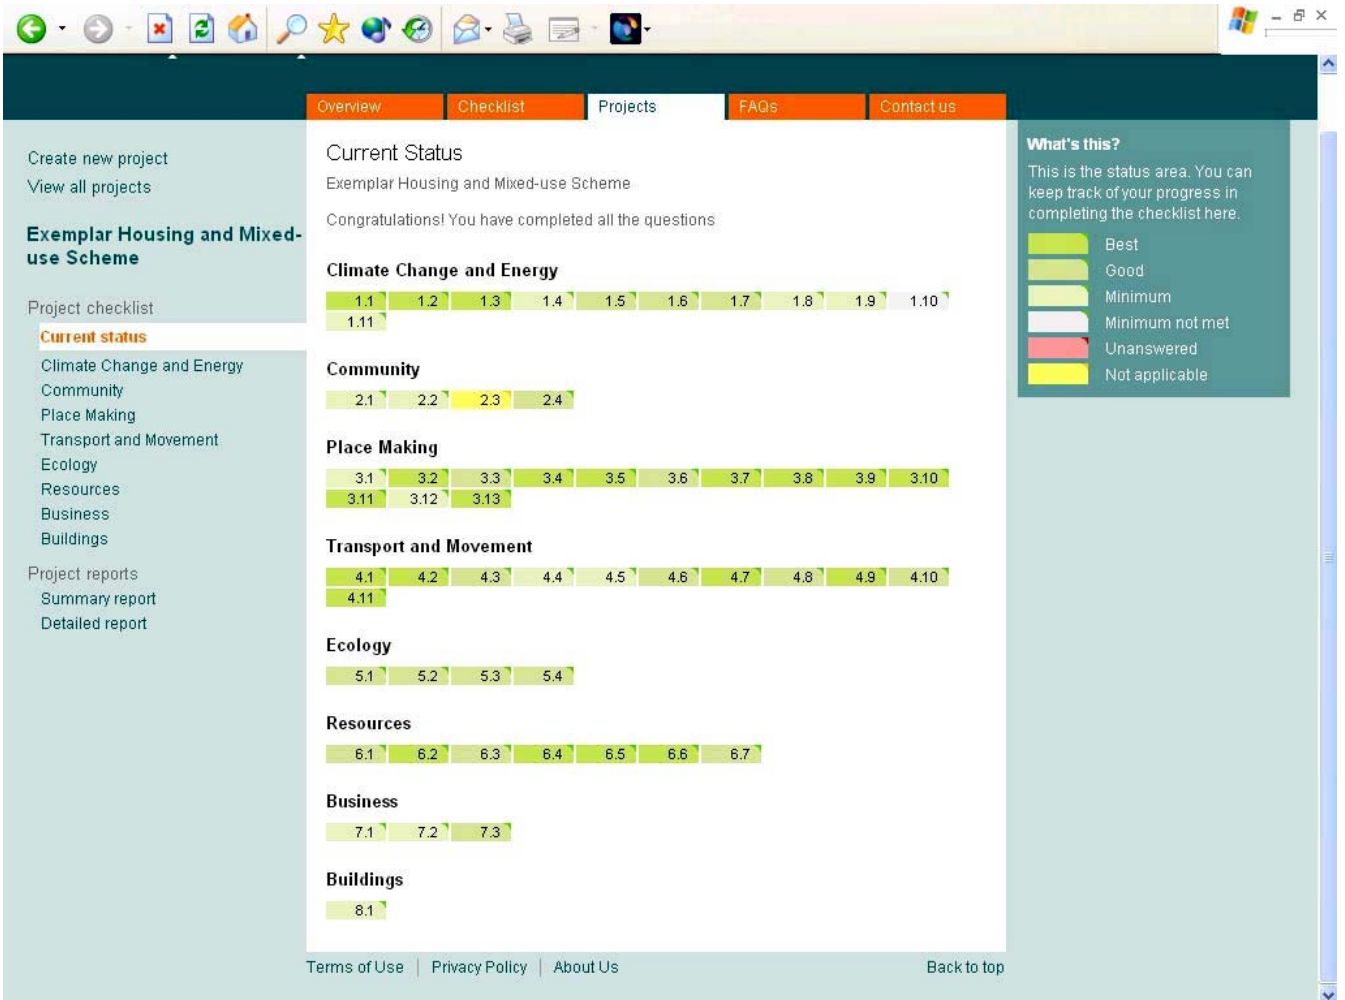 Overview
Checklist
Projects
FAQs
Contact us
Create new project
View all projects
Exemplar Housing and Mixed-
use Scheme
Project checklist
Current status
Climate Change and Energy
Community
Place Making
Transport and Movement
Ecology
Resources
Business
Buildings
Project reports
Summary report
Detailed report
Current Status
Exemplar Housing and Mixed-use Scheme
Congratulations! You have completed all the questions
Climate Change and Energy
1.1 1.2 1.3 1.4 1.5 1.6 1.7 1.8 1.9 1.10
1.11
Community
2.1 2.2 2.3 2.4
Place Making
3.1 3.2 3.3 3.4 3.5 3.6 3.7 3.8 3.9 3.10
3.11 3.12 3.13
Transport and Movement
4.1 4.2 4.3 4.4 4.5 4.6 4.7 4.8 4.9 4.10
4.11
Ecology
5.1 5.2 5.3 5.4
Resources
6.1 6.2 6.3 6.4 6.5 6.6 6.7
Business
7.1 7.2 7.3
Buildings
8.1
What's this?
This is the status area. You can
keep track of your progress in
completing the checklist here.
Best
Good
Minimum
Minimum not met
Unanswered
Not applicable
Terms of Use | Privacy Policy | About Us
Back to top